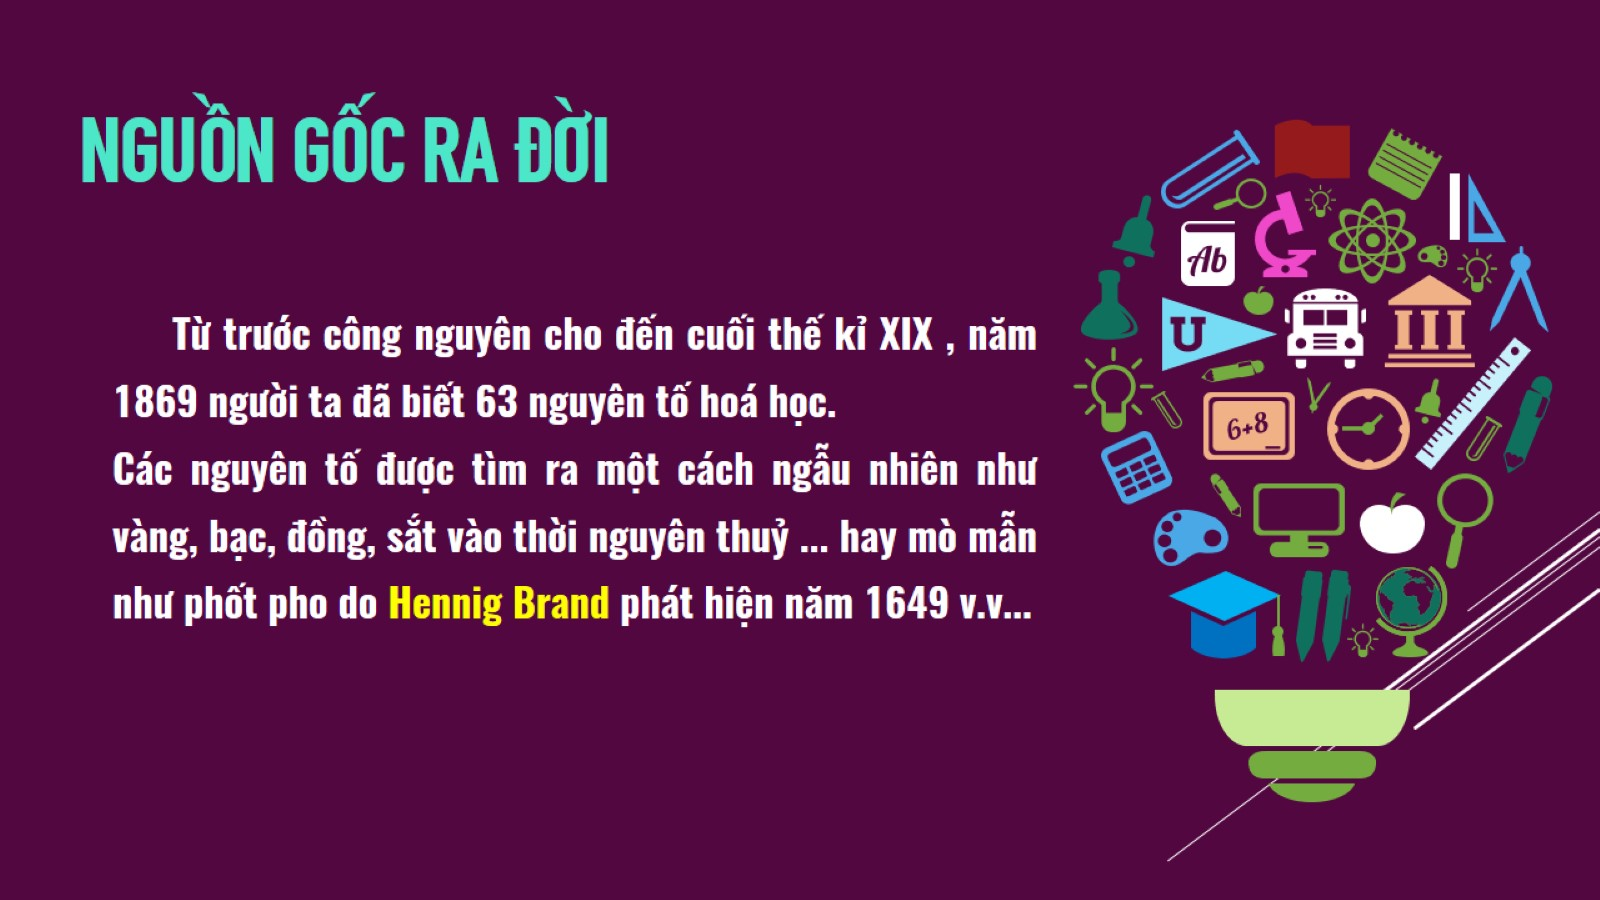 NGUỒN GỐC RA ĐỜI
Từ trước công nguyên cho đến cuối thế kỉ XIX , năm
1869 người ta đã biết 63 nguyên tố hoá học.
Các nguyên tố được tìm ra một cách ngẫu nhiên như
vàng, bạc, đồng, sắt vào thời nguyên thuỷ ... hay mò mẫn
như phốt pho do Hennig Brand phát hiện năm 1649 v.v...
Ab
U
6+8